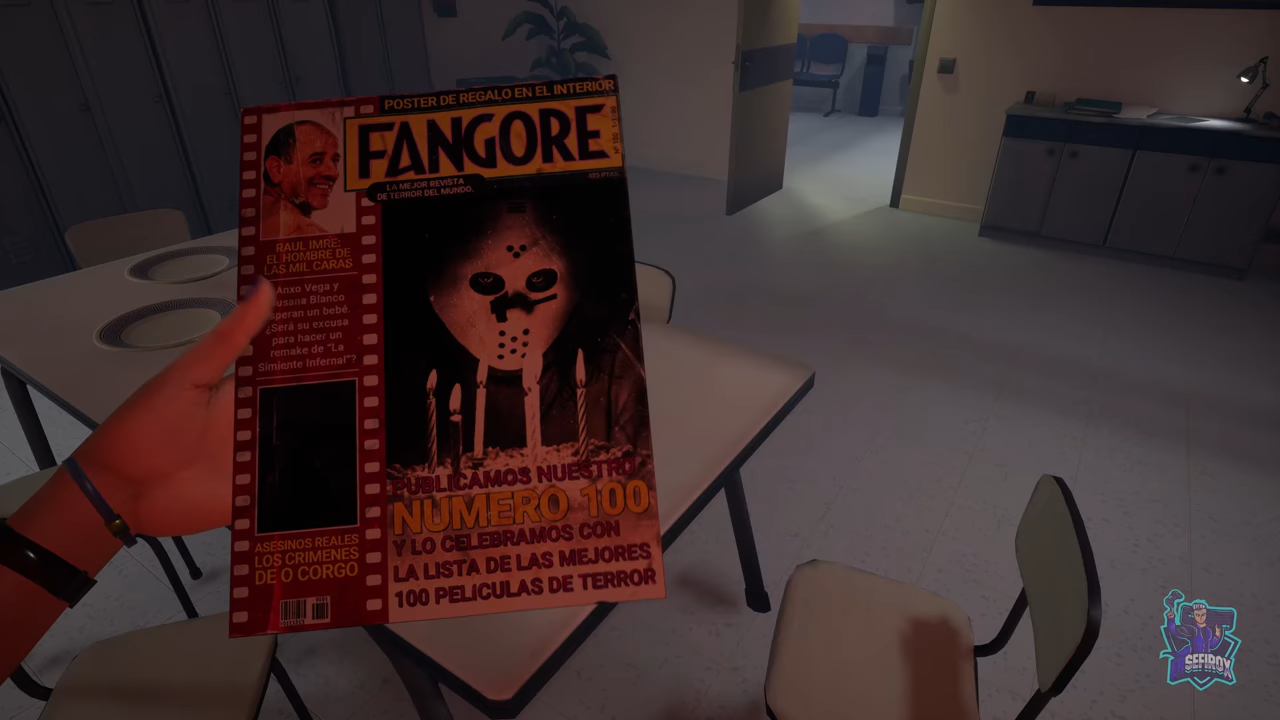 POSTER DE REGALO EN EL INTERIOR
FANGORE
LA MEJOR REVISTA
DE TERROR DEL MUNDO.
RAUL IMRE:
EL HOMBRE DE
LAS MIL CARAS
Anxo Vega y
usana Blanco
speran un bebé.
¿Será su excusa
para hacer un
remake de "La
Simiente Infernal"?
ASESINOS REALES
LOS CRIMENES
DE O CORGO
PUBLICAMOS NUESTRO
NUMERO 100
Y LO CELEBRAMOS CON
LA LISTA DE LAS MEJORES
100 PELICULAS DE TERROR
SEFIROX